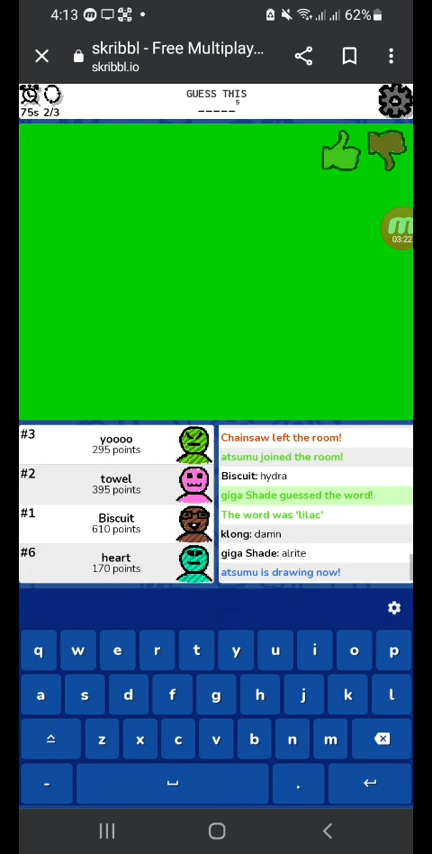 4:13
62%
skribbl - Free Multiplay...
skribbl.io
75s 2/3
GUESS THIS
_____ 5
03:22
#3
yoooo
295 points
#2
towel
395 points
#1
Biscuit
610 points
#6
heart
170 points
Chainsaw left the room!
atsumu joined the room!
Biscuit: hydra
giga Shade guessed the word!
The word was 'lilac'
klong: damn
giga Shade: alrite
atsumu is drawing now!
q w e r t y u i o p
a s d f g h j k l
z x c v b n m
- .